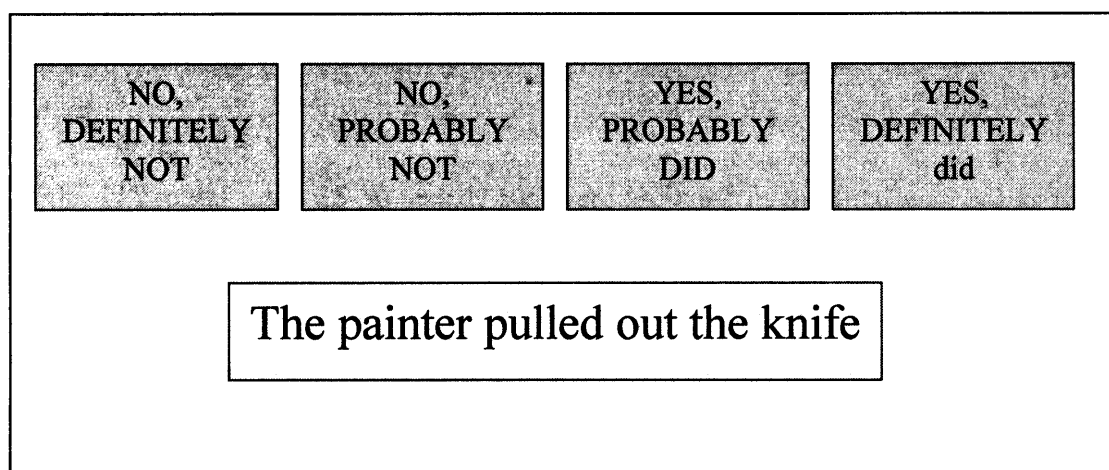 NO,
DEFINITELY
NOT
NO,
PROBABLY
NOT
YES,
PROBABLY
DID
YES,
DEFINITELY
did
The painter pulled out the knife